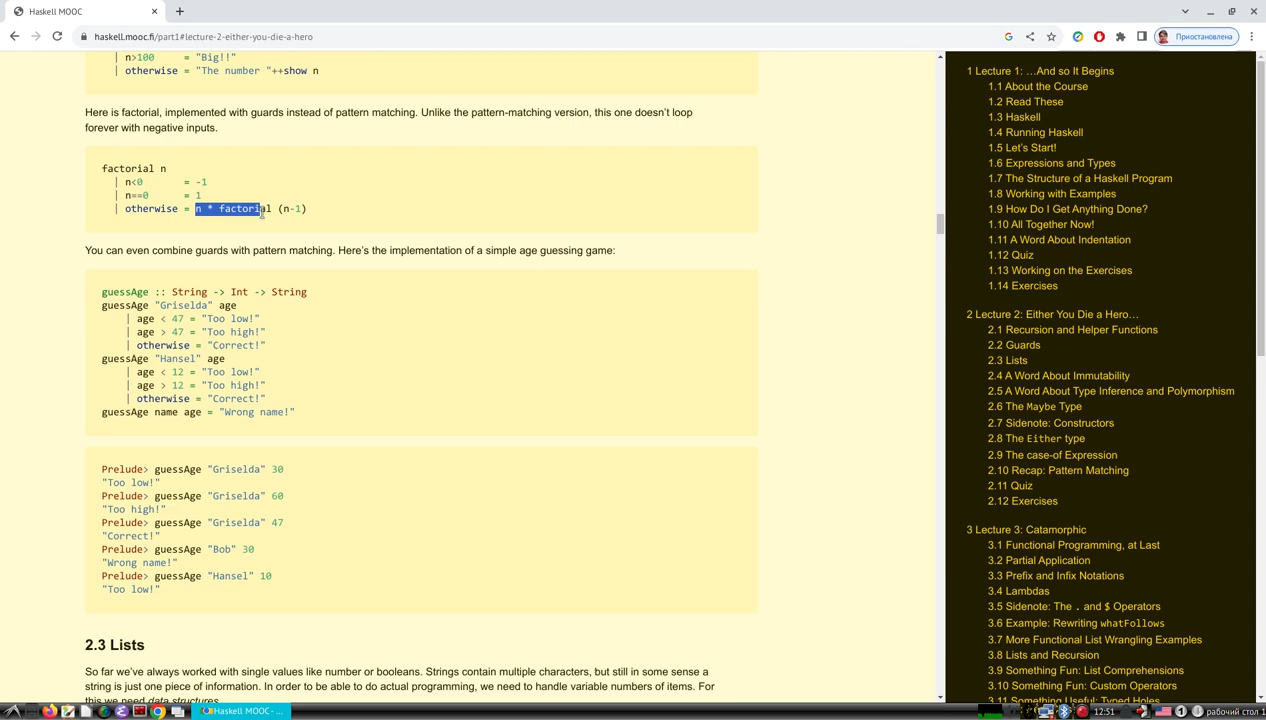 Haskell MOOC
haskell.mooc.fi/part1#lecture-2-either-you-die-a-hero
Приостановлена
| n>100 = "Big!!"
| otherwise = "The number "++show n
Here is factorial, implemented with guards instead of pattern matching. Unlike the pattern-matching version, this one doesn't loop
forever with negative inputs.
factorial n
| n<0 = -1
| n==0 = 1
| otherwise = n * factorial (n-1)
You can even combine guards with pattern matching. Here's the implementation of a simple age guessing game:
guessAge :: String -> Int -> String
guessAge "Griselda" age
| age < 47 = "Too low!"
| age > 47 = "Too high!"
| otherwise = "Correct!"
guessAge "Hansel" age
| age < 12 = "Too low!"
| age > 12 = "Too high!"
| otherwise = "Correct!"
guessAge name age = "Wrong name!"
Prelude> guessAge "Griselda" 30
"Too low!"
Prelude> guessAge "Griselda" 60
"Too high!"
Prelude> guessAge "Griselda" 47
"Correct!"
Prelude> guessAge "Bob" 30
"Wrong name!"
Prelude> guessAge "Hansel" 10
"Too low!"
2.3 Lists
So far we've always worked with single values like number or booleans. Strings contain multiple characters, but still in some sense a
string is just one piece of information. In order to be able to do actual programming, we need to handle variable numbers of items. For
this we need data structures.
1 Lecture 1: …And so It Begins
1.1 About the Course
1.2 Read These
1.3 Haskell
1.4 Running Haskell
1.5 Let's Start!
1.6 Expressions and Types
1.7 The Structure of a Haskell Program
1.8 Working with Examples
1.9 How Do I Get Anything Done?
1.10 All Together Now!
1.11 A Word About Indentation
1.12 Quiz
1.13 Working on the Exercises
1.14 Exercises
2 Lecture 2: Either You Die a Hero…
2.1 Recursion and Helper Functions
2.2 Guards
2.3 Lists
2.4 A Word About Immutability
2.5 A Word About Type Inference and Polymorphism
2.6 The Maybe Type
2.7 Sidenote: Constructors
2.8 The Either type
2.9 The case-of Expression
2.10 Recap: Pattern Matching
2.11 Quiz
2.12 Exercises
3 Lecture 3: Catamorphic
3.1 Functional Programming, at Last
3.2 Partial Application
3.3 Prefix and Infix Notations
3.4 Lambdas
3.5 Sidenote: The . and $ Operators
3.6 Example: Rewriting whatFollows
3.7 More Functional List Wrangling Examples
3.8 Lists and Recursion
3.9 Something Fun: List Comprehensions
3.10 Something Fun: Custom Operators
3.11 Something Useful: Typed Holes
Haskell MOOC - ...
12:51
рабочий стол 1